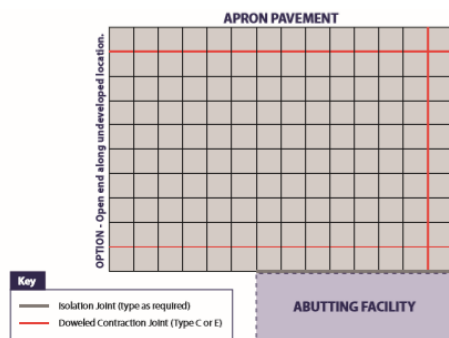 APRON PAVEMENT
OPTION - Open end along undeveloped location.
Key
Isolation Joint (type as required)
Doweled Contraction Joint (Type C or E)
ABUTTING FACILITY